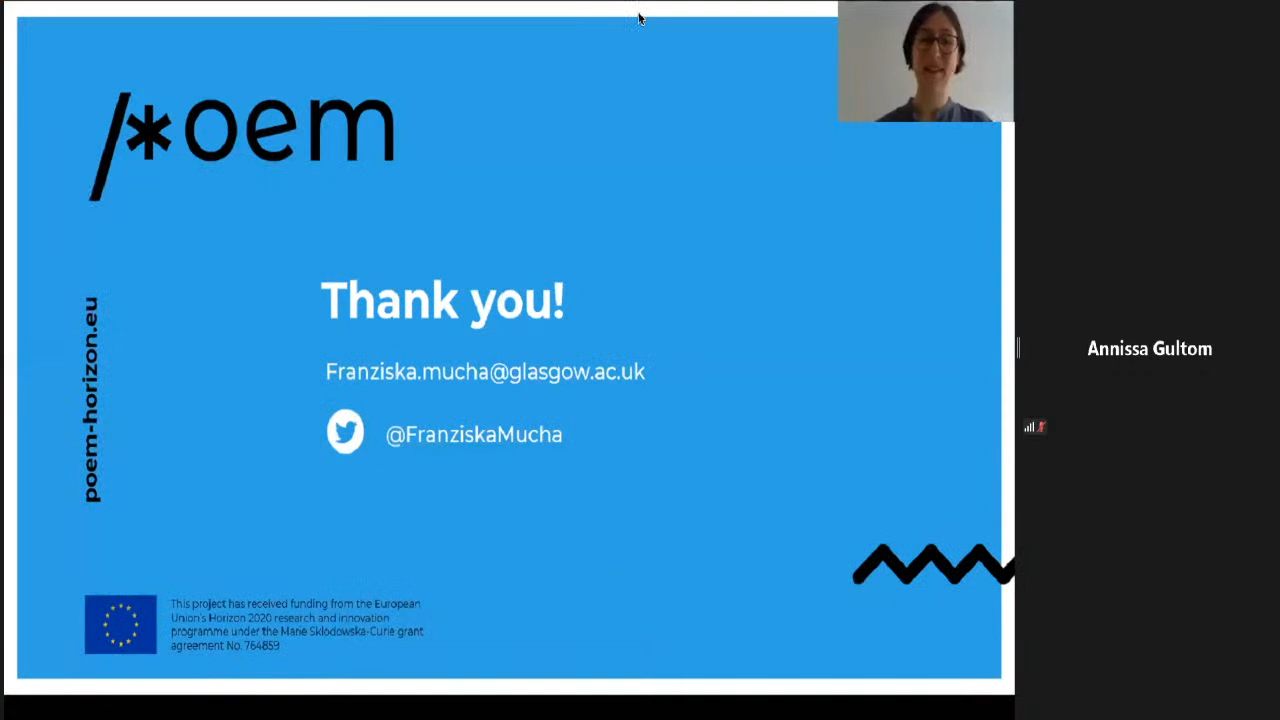 /*oem
Thank you!
Franziska.mucha@glasgow.ac.uk
@FranziskaMucha
poem-horizon.eu
This project has received funding from the European
Union's Horizon 2020 research and innovation
programme under the Marie Sklodowska-Curie grant
agreement No. 764859
Annissa Gultom